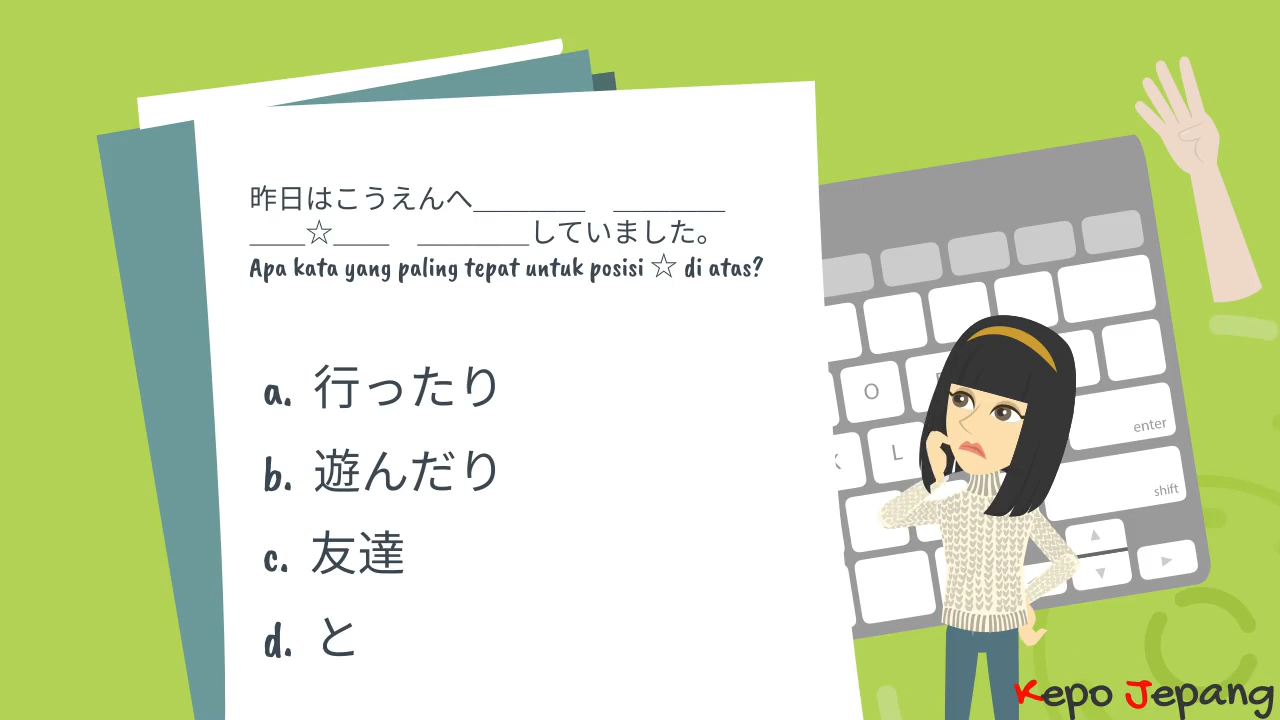 昨日はこうえんへ________　________
____☆____　________していました。
Apa kata yang paling tepat untuk posisi ☆ di atas?
a. 行ったり
b. 遊んだり
c. 友達
d. と
O
L
enter
shift
Kepo Jepang